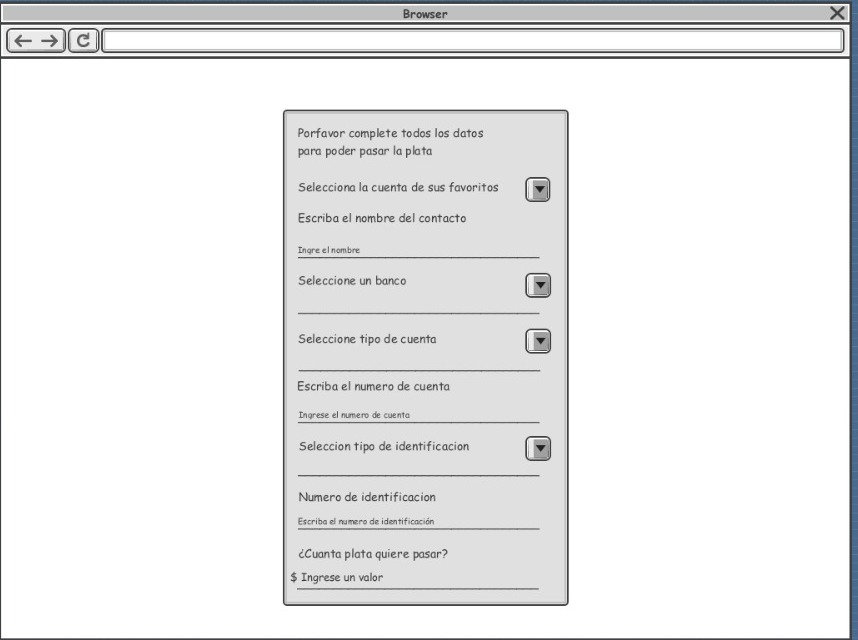 Browser
Porfavor complete todos los datos
para poder pasar la plata
Selecciona la cuenta de sus favoritos
Escriba el nombre del contacto
Ingre el nombre
Seleccione un banco
Seleccione tipo de cuenta
Escriba el numero de cuenta
Ingrese el numero de cuenta
Seleccion tipo de identificacion
Numero de identificacion
Escriba el numero de identificación
¿Cuanta plata quiere pasar?
$ Ingrese un valor